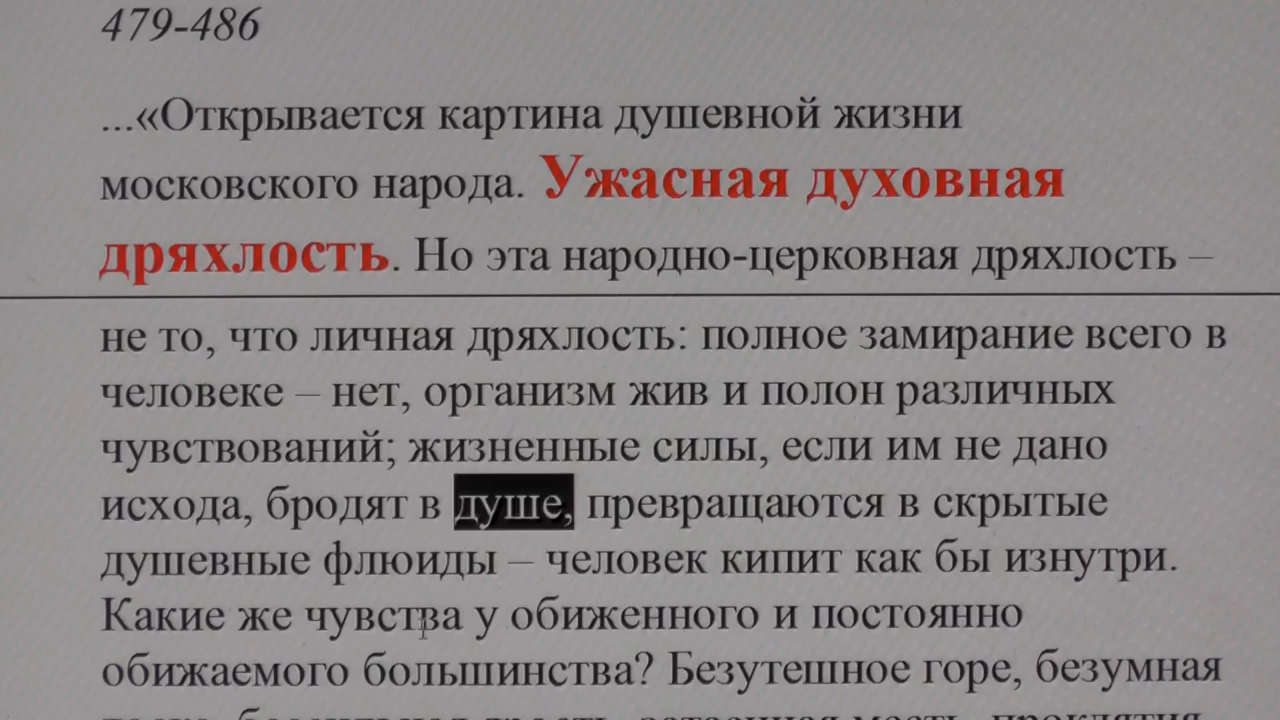 479-486
...«Открывается картина душевной жизни
московского народа. Ужасная духовная
дряхлость. Но эта народно-церковная дряхлость –
не то, что личная дряхлость: полное замирание всего в
человеке – нет, организм жив и полон различных
чувствований; жизненные силы, если им не дано
исхода, бродят в душе, превращаются в скрытые
душевные флюиды – человек кипит как бы изнутри.
Какие же чувства у обиженного и постоянно
обижаемого большинства? Безутешное горе, безумная